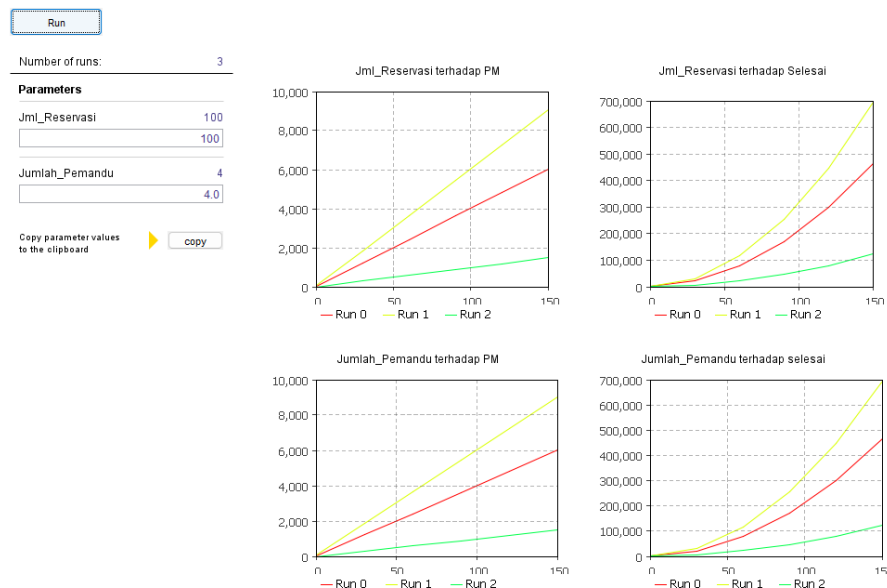 Run
Number of runs: 3
Parameters
Jml_Reservasi 100
100
Jumlah_Pemandu 4
4.0
Copy parameter values
to the clipboard
copy
Jml_Reservasi terhadap PM
10,000
8,000
6,000
4,000
2,000
0
0 50 100 150
Run 0 Run 1 Run 2
Jml_Reservasi terhadap Selesai
700,000
600,000
500,000
400,000
300,000
200,000
100,000
0
0 50 100 150
Run 0 Run 1 Run 2
Jumlah_Pemandu terhadap PM
10,000
8,000
6,000
4,000
2,000
0
0 50 100 150
Run 0 Run 1 Run 2
Jumlah_Pemandu terhadap selesai
700,000
600,000
500,000
400,000
300,000
200,000
100,000
0
0 50 100 150
Run 0 Run 1 Run 2